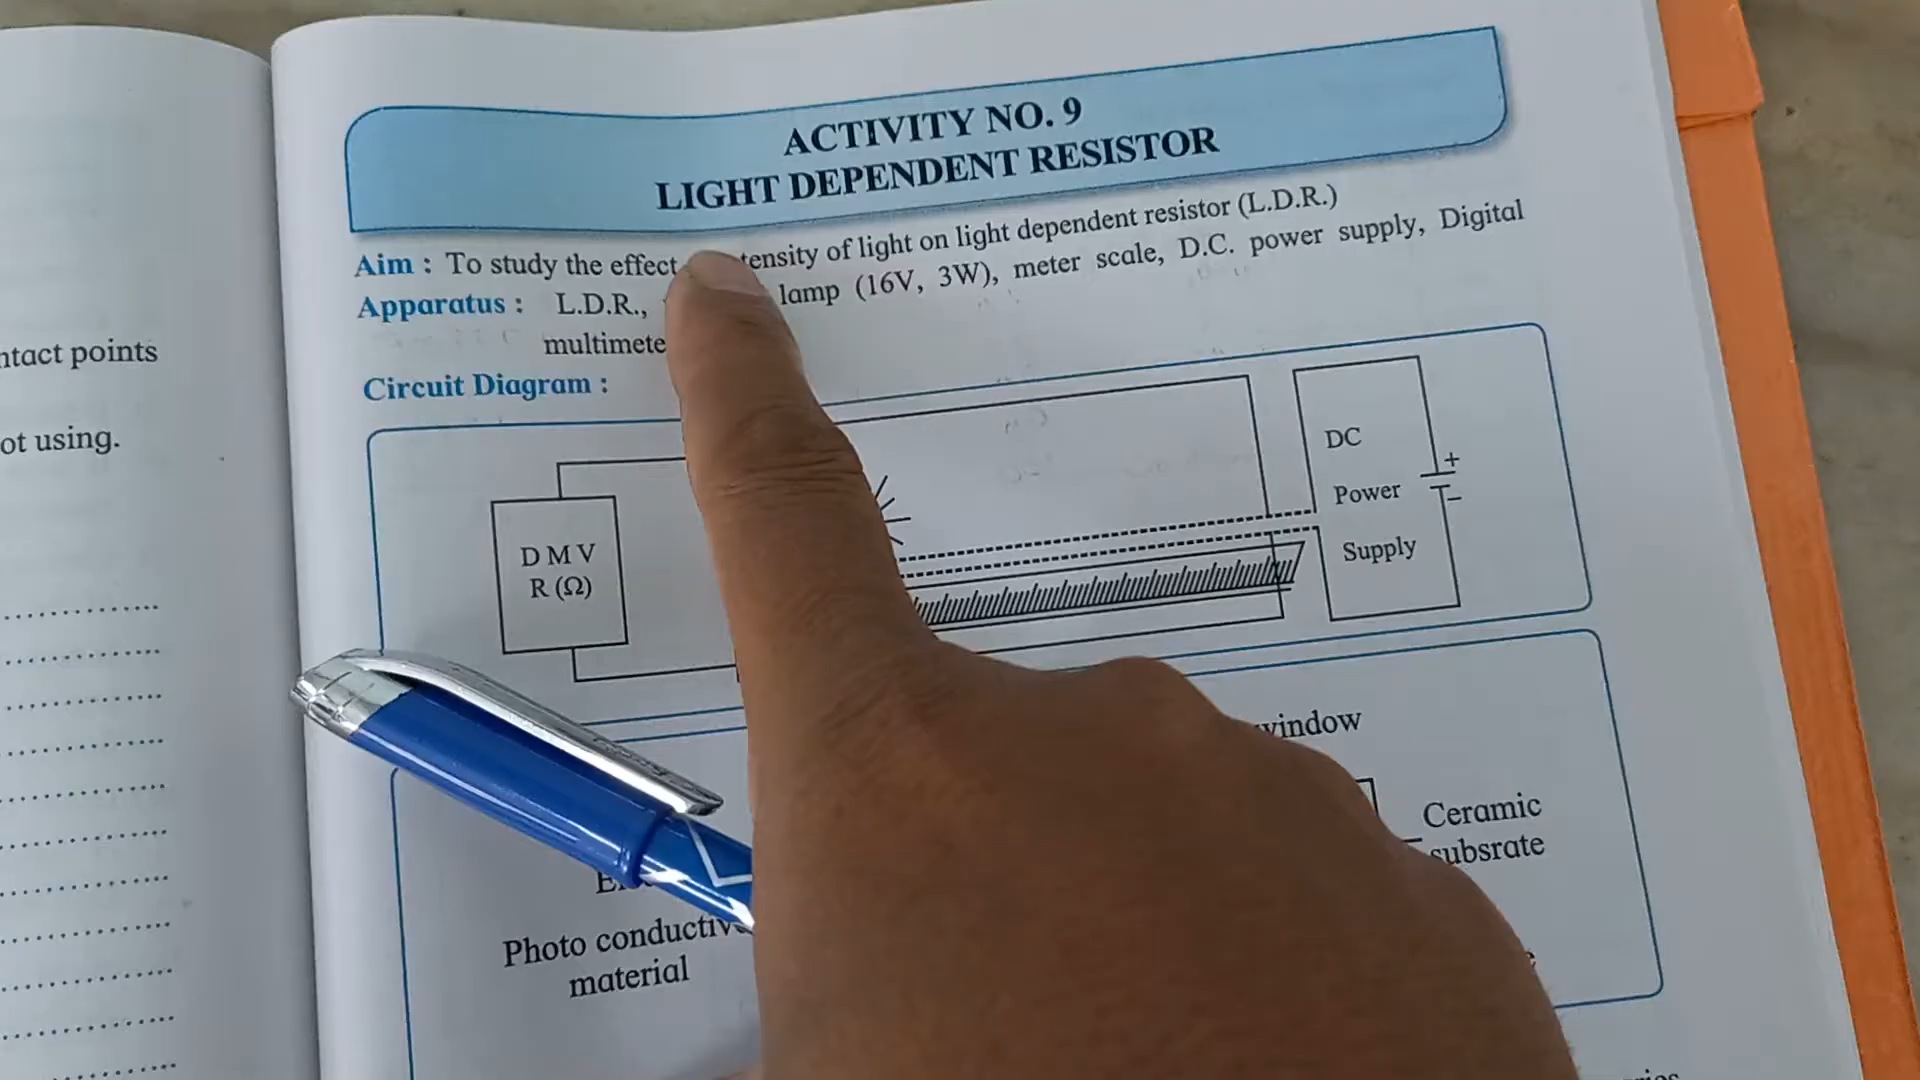 ntact points
ot using.
ACTIVITY NO. 9
LIGHT DEPENDENT RESISTOR
Aim : To study the effect tensity of light on light dependent resistor (L.D.R.)
Apparatus : L.D.R., lamp (16V, 3W), meter scale, D.C. power supply, Digital
multimete
Circuit Diagram :
D M V
R (Ω)
DC
Power
Supply
+
−
window
Ceramic
subsrate
Photo conductiv
material